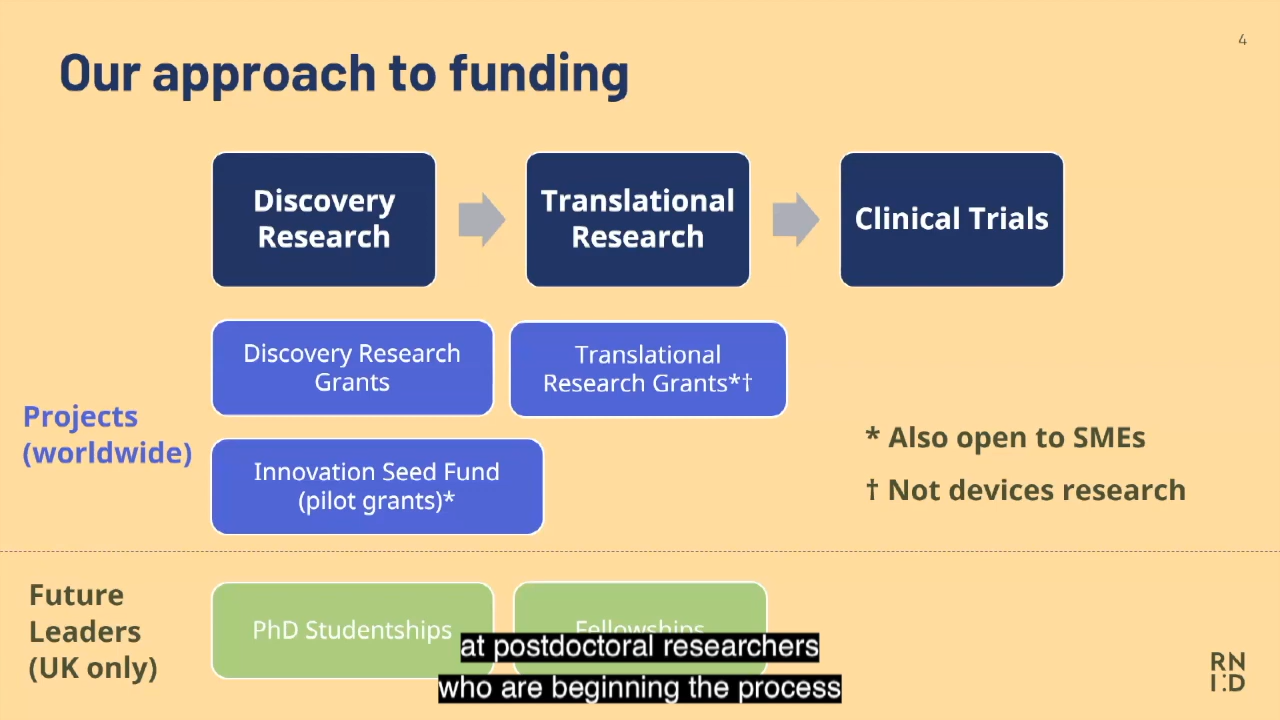 4
Our approach to funding
Discovery
Research
Translational
Research
Clinical Trials
Discovery Research
Grants
Translational
Research Grants*†
Projects
(worldwide)
Innovation Seed Fund
(pilot grants)*
* Also open to SMEs
† Not devices research
Future
Leaders
(UK only)
PhD Studentships
Fellowships
at postdoctoral researchers
who are beginning the process
RN
I:D